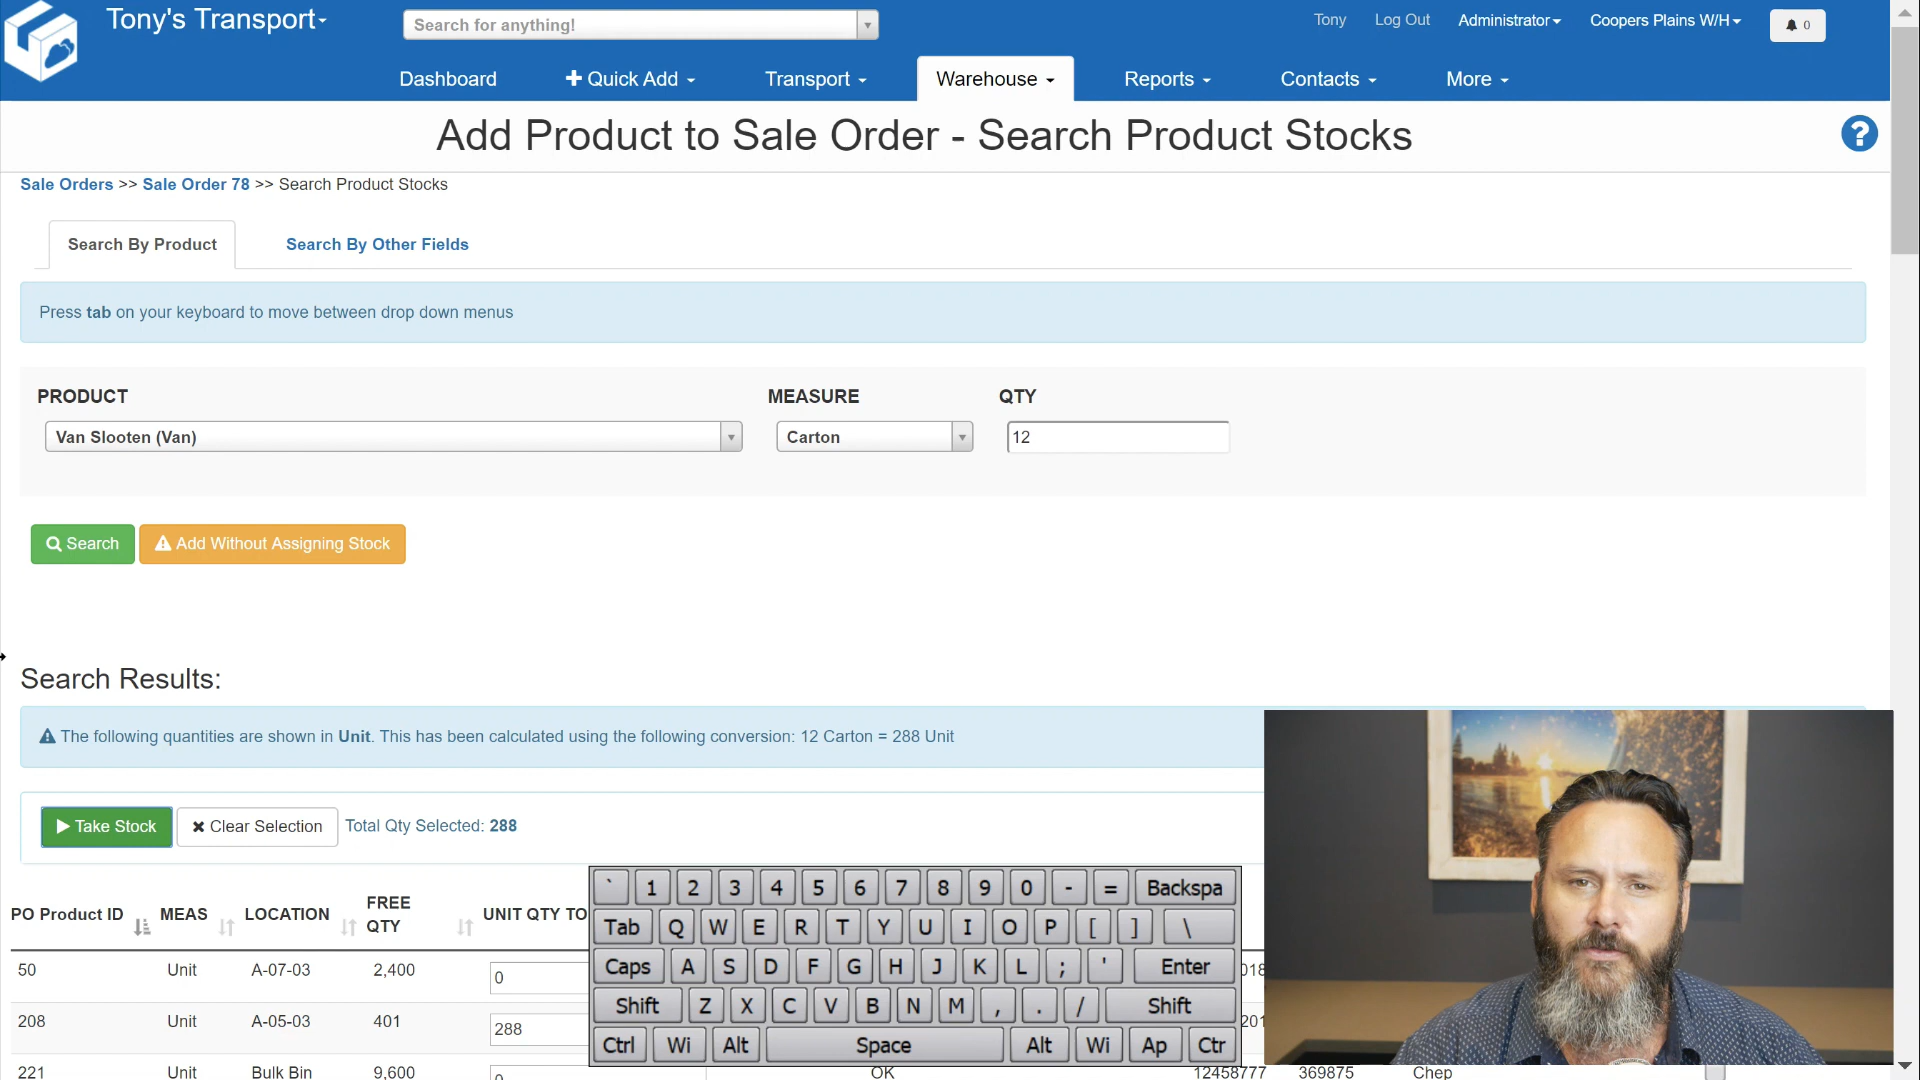 Tony's Transport
Search for anything!
Tony Log Out Administrator Coopers Plains W/H 0
Dashboard Quick Add Transport Warehouse Reports Contacts More
Add Product to Sale Order - Search Product Stocks ?
Sale Orders >> Sale Order 78 >> Search Product Stocks
Search By Product Search By Other Fields
Press tab on your keyboard to move between drop down menus
PRODUCT MEASURE QTY
Van Slooten (Van) Carton 12
Search Add Without Assigning Stock
Search Results:
The following quantities are shown in Unit. This has been calculated using the following conversion: 12 Carton = 288 Unit
Take Stock Clear Selection Total Qty Selected: 288
PO Product ID MEAS LOCATION FREE QTY UNIT QTY TO
50 Unit A-07-03 2,400 0 018
208 Unit A-05-03 401 288 201
221 Unit Bulk Bin 9,600 0 OK 12458777 369875 Chep
` 1 2 3 4 5 6 7 8 9 0 - = Backspa
Tab Q W E R T Y U I O P [ ] \
Caps A S D F G H J K L ; ' Enter
Shift Z X C V B N M , . / Shift
Ctrl Wi Alt Space Alt Wi Ap Ctr